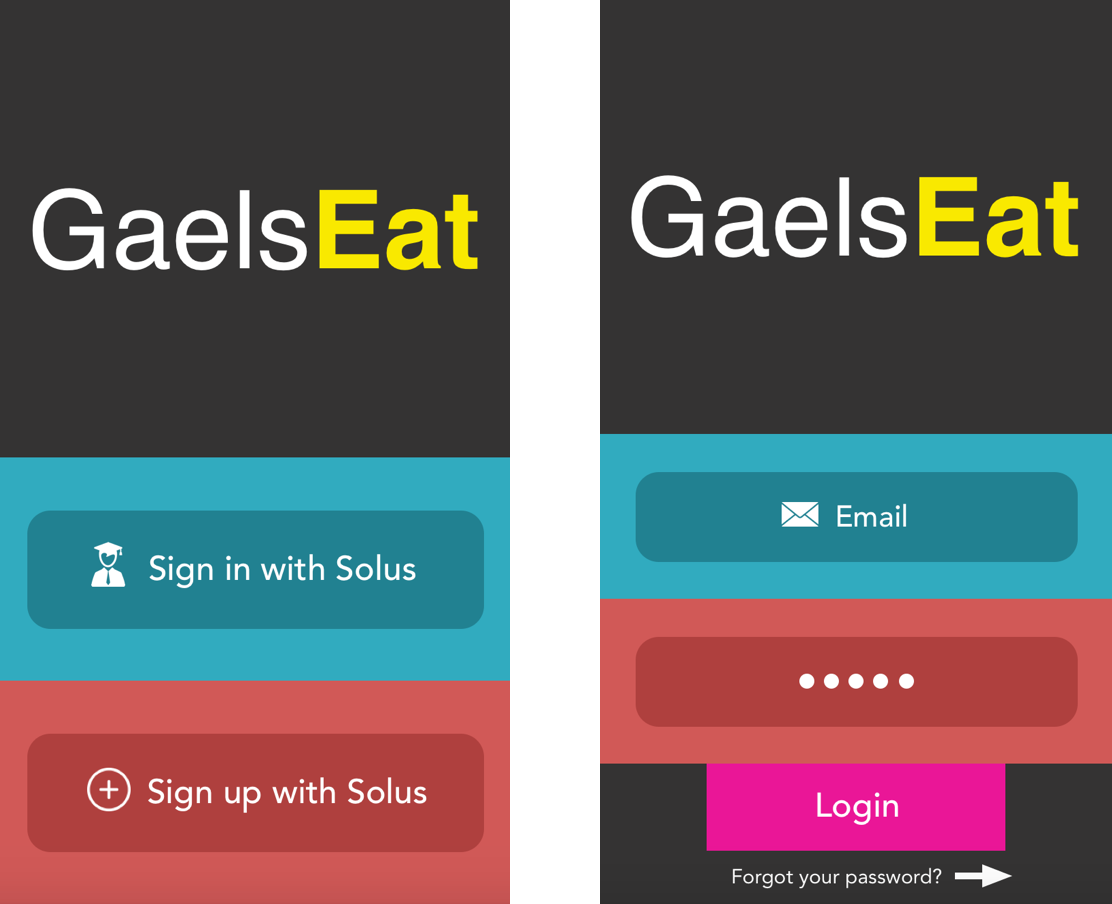 GaelsEat
Sign in with Solus
Sign up with Solus
GaelsEat
Email
Login
Forgot your password?